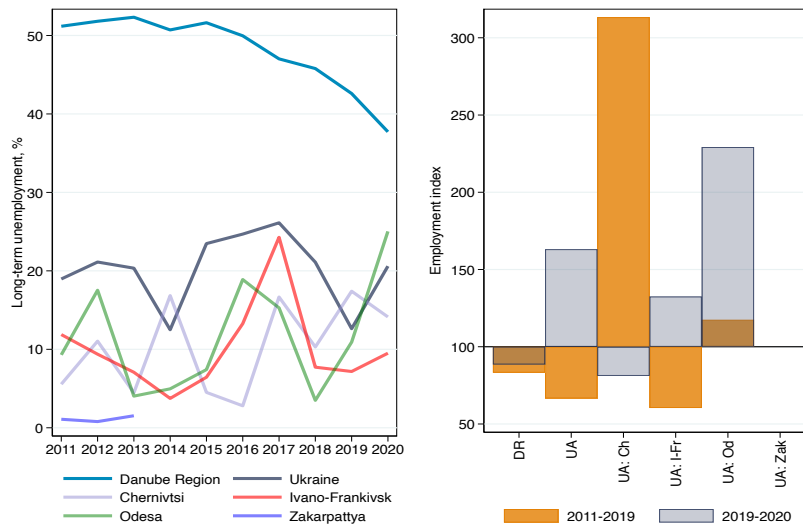 Long-term unemployment, %
50
40
30
20
10
0
2011 2012 2013 2014 2015 2016 2017 2018 2019 2020
Danube Region
Ukraine
Chernivtsi
Ivano-Frankivsk
Odesa
Zakarpattya
Employment index
300
250
200
150
100
50
DR
UA
UA: Ch
UA: I-Fr
UA: Od
UA: Zak
2011-2019
2019-2020